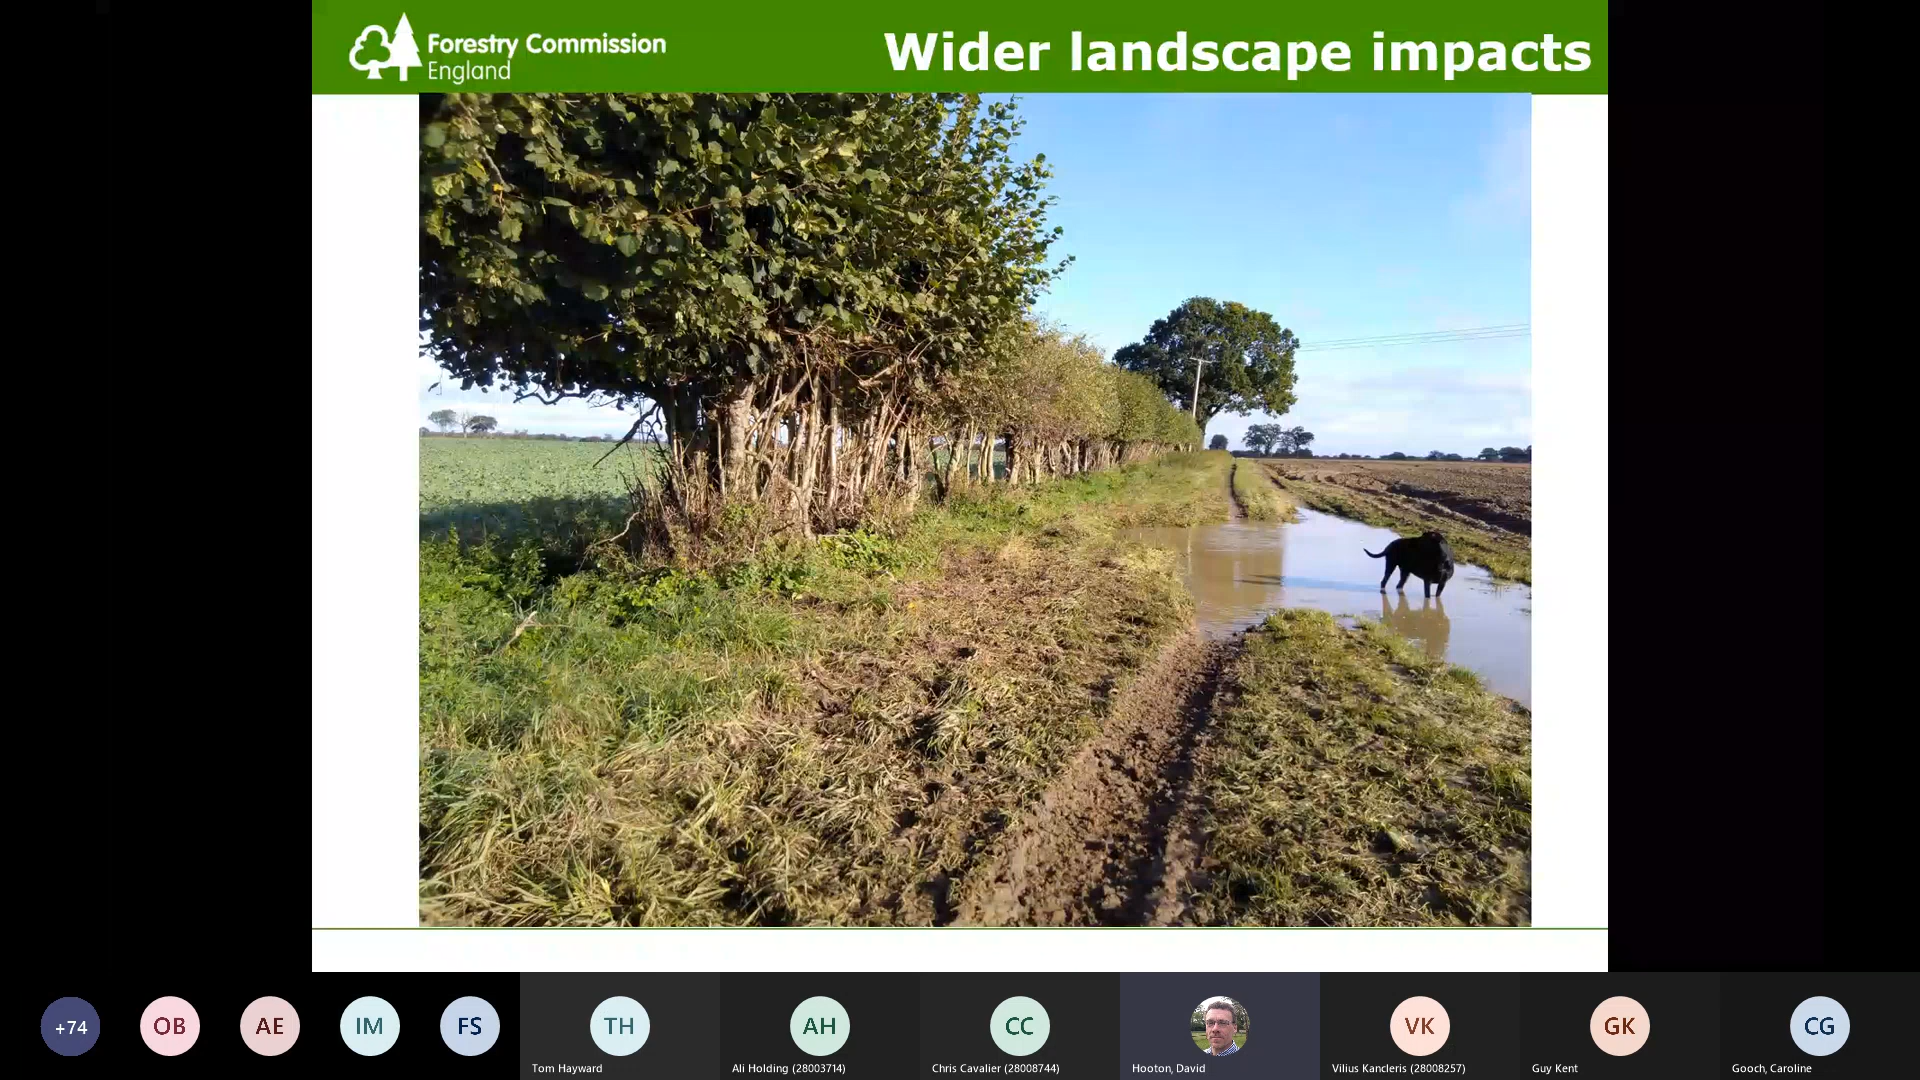 Forestry Commission
England
Wider landscape impacts
+74
OB
AE
IM
FS
TH
AH
CC
VK
GK
CG
Tom Hayward
Ali Holding (28003714)
Chris Cavalier (28008744)
Hooton, David
Vilius Kancleris (28008257)
Guy Kent
Gooch, Caroline